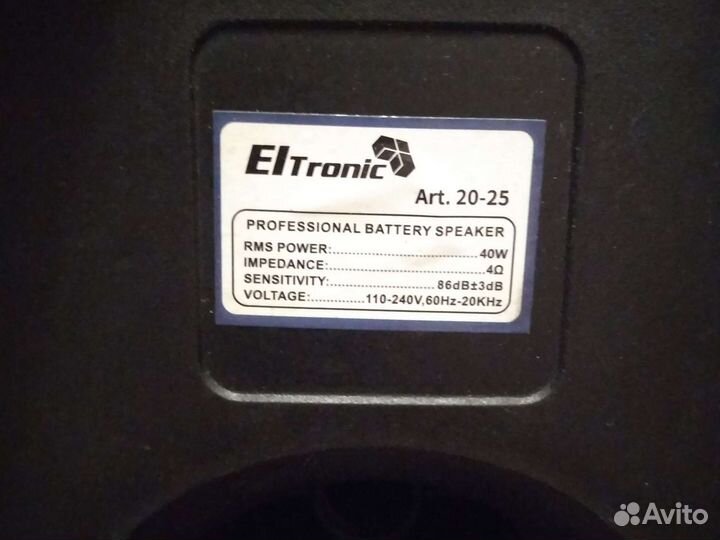 ElTronic
Art. 20-25
PROFESSIONAL BATTERY SPEAKER
RMS POWER:..............................40W
IMPEDANCE:................................4Ω
SENSITIVITY:......................86dB±3dB
VOLTAGE:............110-240V,60Hz-20KHz
Avito